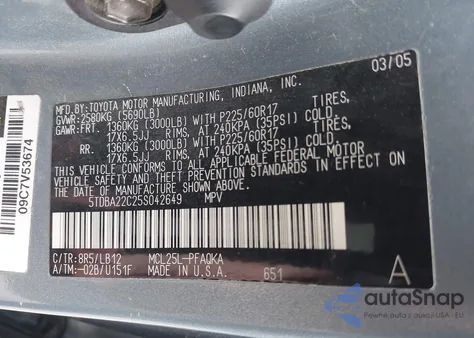 MFD.BY:TOYOTA MOTOR MANUFACTURING, INDIANA, INC. 03/05
GVWR: 2580KG (5690LB)
GAWR:FRT. 1360KG (3000LB) WITH P225/60R17 TIRES,
17X6.5JJ RIMS, AT 240KPA (35PSI) COLD.
RR. 1360KG (3000LB) WITH P225/60R17 TIRES,
17X6.5JJ RIMS, AT 240KPA (35PSI) COLD.
THIS VEHICLE CONFORMS TO ALL APPLICABLE FEDERAL MOTOR
VEHICLE SAFETY STANDARDS IN EFFECT ON THE DATE OF
MANUFACTURE SHOWN ABOVE.
5TDBA22C25S042649 MPV
C/TR:8R5/LB12 MCL25L-PFAQKA
A/TM:-02B/U151F MADE IN U.S.A. 651 A
09C7V53674
autoSnap
Pewne auto z USA - EU